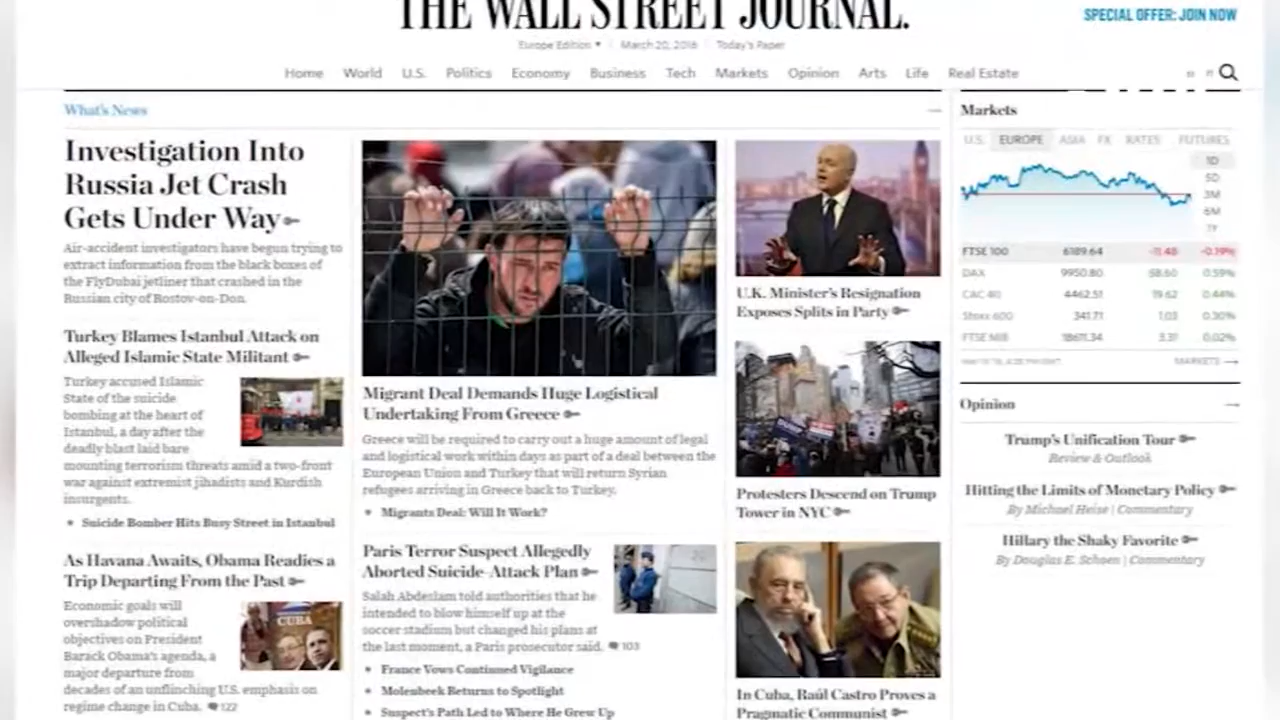 THE WALL STREET JOURNAL.
SPECIAL OFFER: JOIN NOW
Europe Edition March 20, 2016 Today's Paper
Home World U.S. Politics Economy Business Tech Markets Opinion Arts Life Real Estate
What's News
Investigation Into
Russia Jet Crash
Gets Under Way
Air-accident investigators have begun trying to
extract information from the black boxes of
the FlyDubai jetliner that crashed in the
Russian city of Rostov-on-Don.
Turkey Blames Istanbul Attack on
Alleged Islamic State Militant
Turkey accused Islamic
State of the suicide
bombing at the heart of
Istanbul, a day after the
deadly blast laid bare
mounting terrorism threats amid a two-front
war against extremist jihadists and Kurdish
insurgents.
Suicide Bomber Hits Busy Street in Istanbul
As Havana Awaits, Obama Readies a
Trip Departing From the Past
Economic goals will
overshadow political
objectives on President
Barack Obama's agenda, a
major departure from
decades of an unflinching U.S. emphasis on
regime change in Cuba. 122
CUBA
Migrant Deal Demands Huge Logistical
Undertaking From Greece
Greece will be required to carry out a huge amount of legal
and logistical work within days as part of a deal between the
European Union and Turkey that will return Syrian
refugees arriving in Greece back to Turkey.
Migrants Deal: Will It Work?
Paris Terror Suspect Allegedly
Aborted Suicide-Attack Plan
Salah Abdeslam told authorities that he
intended to blow himself up at the
soccer stadium but changed his plans at
the last moment, a Paris prosecutor said. 103
France Vows Continued Vigilance
Molenbeek Returns to Spotlight
Suspect's Path Led to Where He Grew Up
U.K. Minister's Resignation
Exposes Splits in Party
Protesters Descend on Trump
Tower in NYC
In Cuba, Raúl Castro Proves a
Pragmatic Communist
Markets
U.S. EUROPE ASIA FX RATES FUTURES
1D
5D
3M
6M
1Y
FTSE 100 6189.64 -11.48 -0.19%
DAX 9950.80 58.60 0.59%
CAC 40 4462.51 19.62 0.44%
Stoxx 600 341.71 1.03 0.30%
FTSE MIB 18611.34 3.31 0.02%
MARKETS
Opinion
Trump's Unification Tour
Review & Outlook
Hitting the Limits of Monetary Policy
By Michael Heise | Commentary
Hillary the Shaky Favorite
By Douglas E. Schoen | Commentary